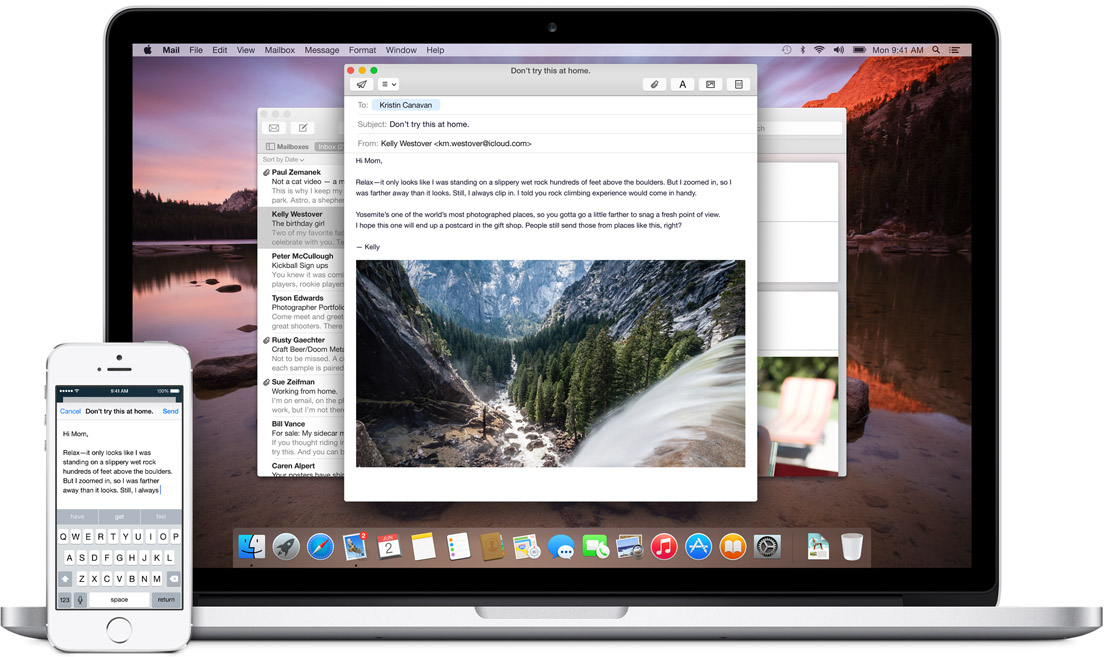 Mail File Edit View Mailbox Message Format Window Help Mon 9:41 AM
Don't try this at home.
To: Kristin Canavan
Subject: Don't try this at home.
From: Kelly Westover <km.westover@icloud.com>
Hi Mom,
Relax—it only looks like I was standing on a slippery wet rock hundreds of feet above the boulders. But I zoomed in, so I
was farther away than it looks. Still, I always clip in. I told you rock climbing experience would come in handy.
Yosemite's one of the world's most photographed places, so you gotta go a little farther to snag a fresh point of view.
I hope this one will end up a postcard in the gift shop. People still send those from places like this, right?
— Kelly
Mailboxes Inbox (2
Sort by Date
Paul Zemanek
Not a cat video — a
This is why I keep my
park. Astro, a
Kelly Westover
The birthday girl
Two of my favorite
celebrate with you.
Peter McCullough
Kickball Sign ups
You knew it was
players, rookie
Tyson Edwards
Photographer Portfolio
Come meet and
great shooters. There
Rusty Gaechter
Craft Beer/Doom
Not to be missed. A
each sample is paired
Sue Zeifman
Working from home.
I'm on email, on the
work, but I'm not
Bill Vance
For sale: My sidecar
If you thought riding
try this. And you can
Caren Alpert
Your posters have
A
2
JUN
2
9:41 AM 100%
Cancel Don't try this at home. Send
Hi Mom,
Relax—it only looks like I was
standing on a slippery wet rock
hundreds of feet above the boulders.
But I zoomed in, so I was farther
away than it looks. Still, I always
have get feel
Q W E R T Y U I O P
A S D F G H J K L
Z X C V B N M
123 space return